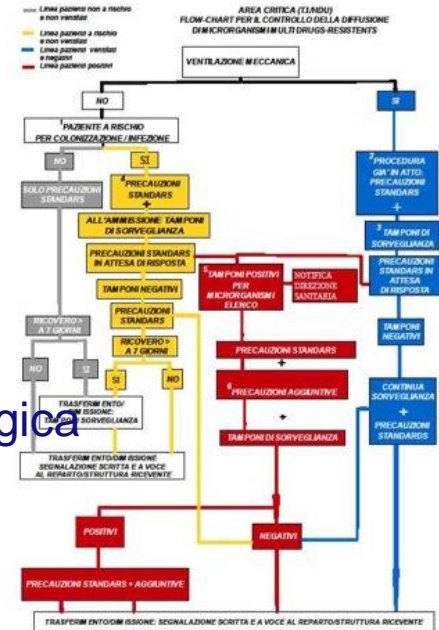 Linea pazienti non a rischio
e non ventilati
Linea pazienti a rischio
e non ventilati
Linea pazienti ventilati
e negativi
Linea pazienti positivi
AREA CRITICA (T.I./HDU)
FLOW-CHART PER IL CONTROLLO DELLA DIFFUSIONE
DI MICRORGANISMI MULTI DRUGS-RESISTENTS
VENTILAZIONE MECCANICA
NO
SI
1 PAZIENTE A RISCHIO
PER COLONIZZAZIONE / INFEZIONE
NO
SI
SOLO PRECAUZIONI
STANDARS
4 PRECAUZIONI
STANDARS
+
ALL'AMMISSIONE TAMPONI
DI SORVEGLIANZA
PRECAUZIONI STANDARS
IN ATTESA DI RISPOSTA
TAMPONI NEGATIVI
PRECAUZIONI
STANDARS
RICOVERO >
A 7 GIORNI
SI
NO
RICOVERO >
A 7 GIORNI
NO
SI
TRASFERIMENTO/
DIMISSIONE:
TAMPONI SORVEGLIANZA
TRASFERIMENTO/DIMISSIONE
SEGNALAZIONE SCRITTA E A VOCE
AL REPARTO/STRUTTURA RICEVENTE
gica
2 PROCEDURA
GIA' IN ATTO:
PRECAUZIONI
STANDARS
+
3 TAMPONI DI
SORVEGLIANZA
PRECAUZIONI
STANDARS IN
ATTESA
DI RISPOSTA
TAMPONI
NEGATIVI
CONTINUA
SORVEGLIANZA
+
PRECAUZIONI
STANDARDS
5 TAMPONI POSITIVI
PER
MICRORGANISMI
ELENCO
NOTIFICA
DIREZIONE
SANITARIA
PRECAUZIONI STANDARS
+
6 PRECAUZIONI AGGIUNTIVE
+
TAMPONI DI SORVEGLIANZA
POSITIVI
NEGATIVI
PRECAUZIONI STANDARS + AGGIUNTIVE
TRASFERIMENTO/DIMISSIONE: SEGNALAZIONE SCRITTA E A VOCE AL REPARTO/STRUTTURA RICEVENTE